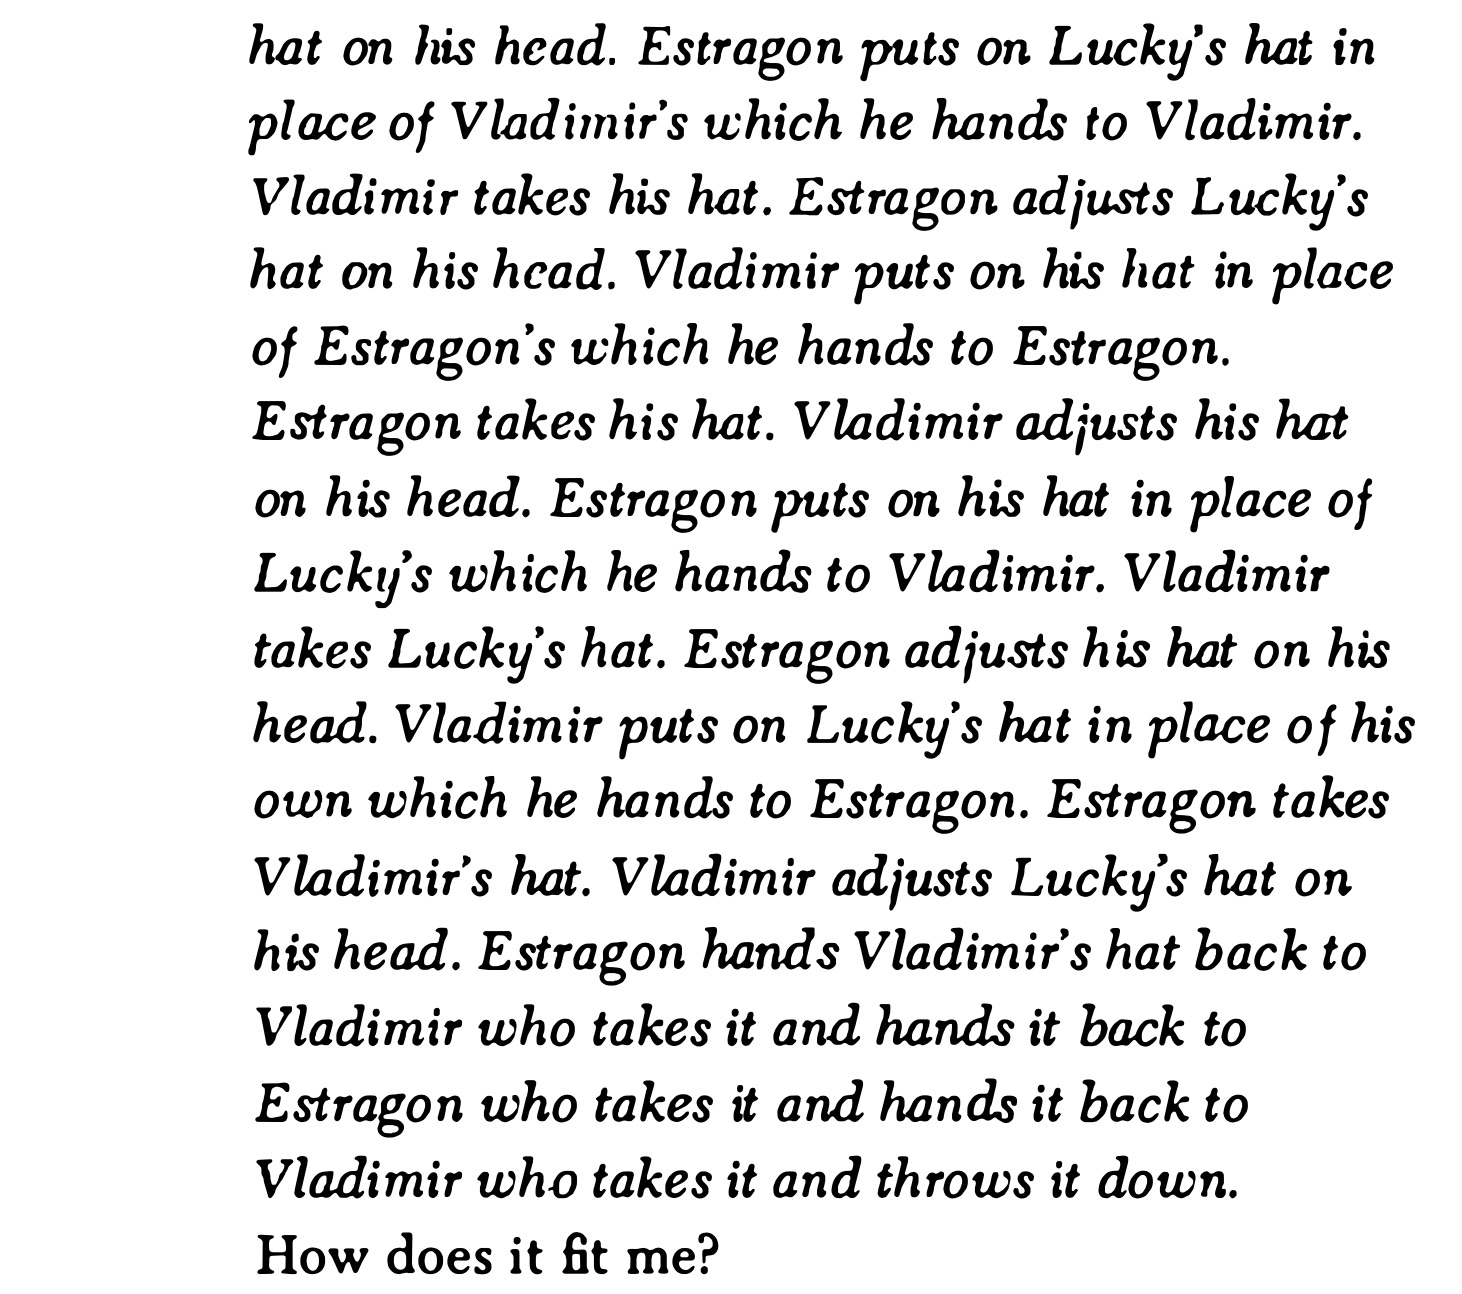 hat on his head. Estragon puts on Lucky's hat in
place of Vladimir's which he hands to Vladimir.
Vladimir takes his hat. Estragon adjusts Lucky's
hat on his head. Vladimir puts on his hat in place
of Estragon's which he hands to Estragon.
Estragon takes his hat. Vladimir adjusts his hat
on his head. Estragon puts on his hat in place of
Lucky's which he hands to Vladimir. Vladimir
takes Lucky's hat. Estragon adjusts his hat on his
head. Vladimir puts on Lucky's hat in place of his
own which he hands to Estragon. Estragon takes
Vladimir's hat. Vladimir adjusts Lucky's hat on
his head. Estragon hands Vladimir's hat back to
Vladimir who takes it and hands it back to
Estragon who takes it and hands it back to
Vladimir who takes it and throws it down.
How does it fit me?